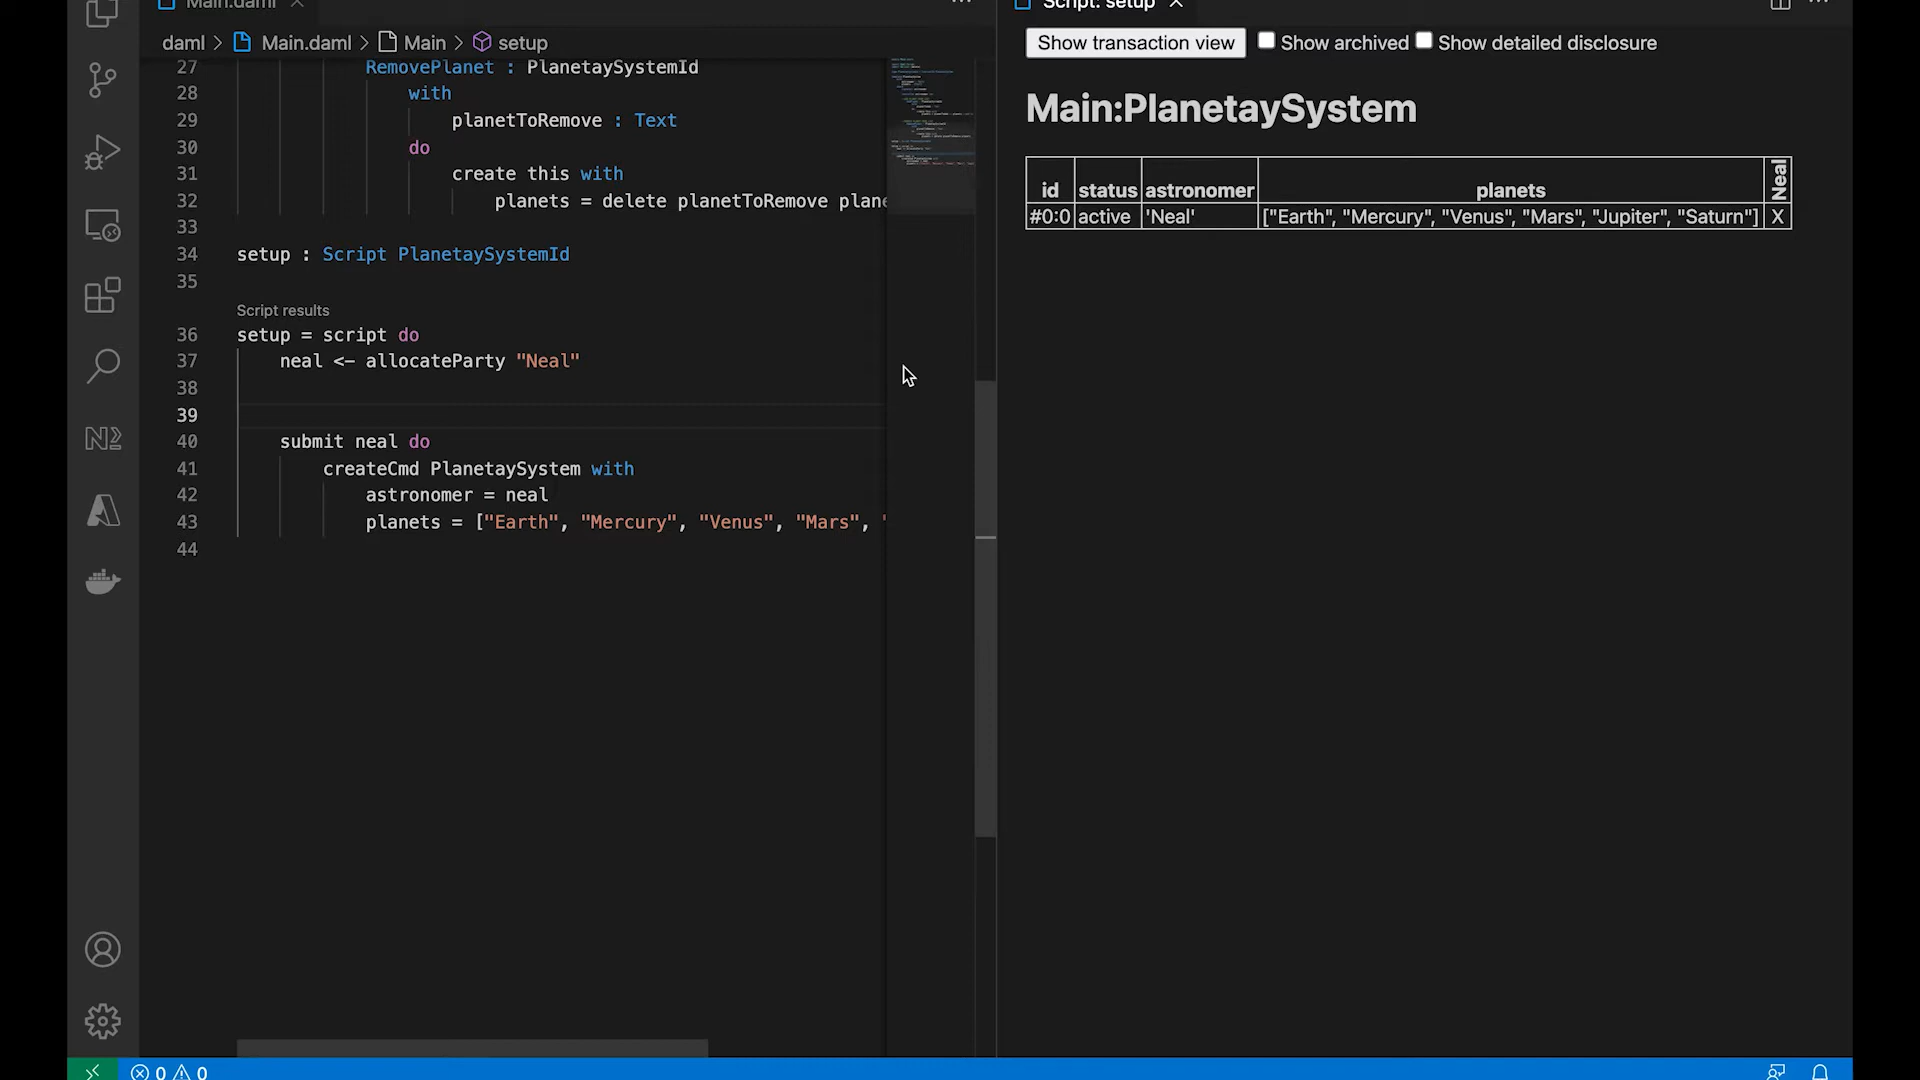 Main.daml
daml > Main.daml > Main > setup
27 RemovePlanet : PlanetaySystemId
28 with
29 planetToRemove : Text
30 do
31 create this with
32 planets = delete planetToRemove plane
33
34 setup : Script PlanetaySystemId
35
Script results
36 setup = script do
37 neal <- allocateParty "Neal"
38
39
40 submit neal do
41 createCmd PlanetaySystem with
42 astronomer = neal
43 planets = ["Earth", "Mercury", "Venus", "Mars", "
44
0 0
Script: setup
Show transaction view Show archived Show detailed disclosure
Main:PlanetaySystem
id status astronomer planets Neal
#0:0 active 'Neal' ["Earth", "Mercury", "Venus", "Mars", "Jupiter", "Saturn"] X